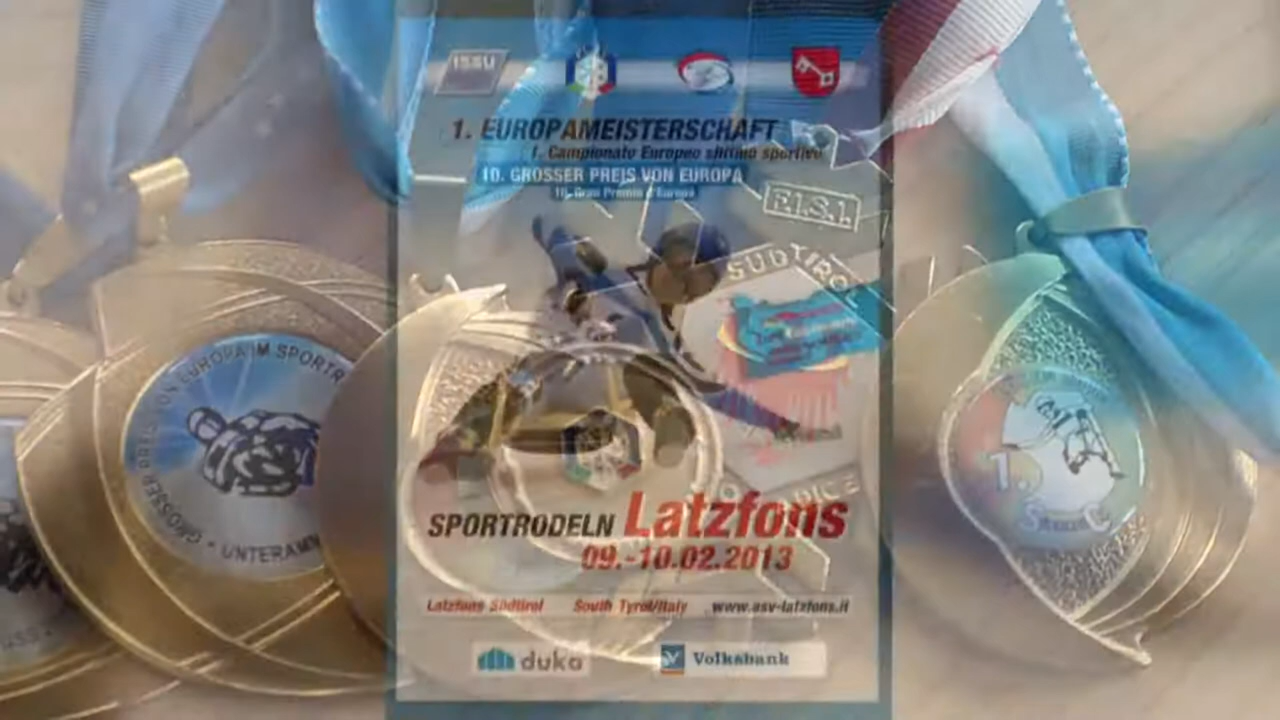 ISSU
1. EUROPAMEISTERSCHAFT
1. Campionato Europeo slittino sportivo
10. GROSSER PREIS VON EUROPA
10. Gran Premio d'Europa
F.I.S.I.
SÜDTIROL
GROSSER PREIS VON EUROPA IM SPORTR
UNTERAMM
SPORTRODELN Latzfons
09.-10.02.2013
Latzfons Südtirol South Tyrol/Italy www.asv-latzfons.it
duka
Volksbank